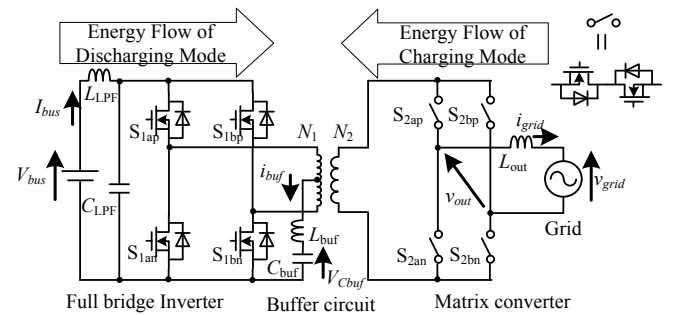 Energy Flow of
Discharging Mode
Energy Flow of
Charging Mode
I_bus
L_LPF
S_1ap
S_1bp
N_1
N_2
S_2ap
S_2bp
i_grid
L_out
V_bus
C_LPF
i_buf
v_out
v_grid
Grid
S_1an
S_1bn
L_buf
C_buf
V_Cbuf
S_2an
S_2bn
Full bridge Inverter
Buffer circuit
Matrix converter